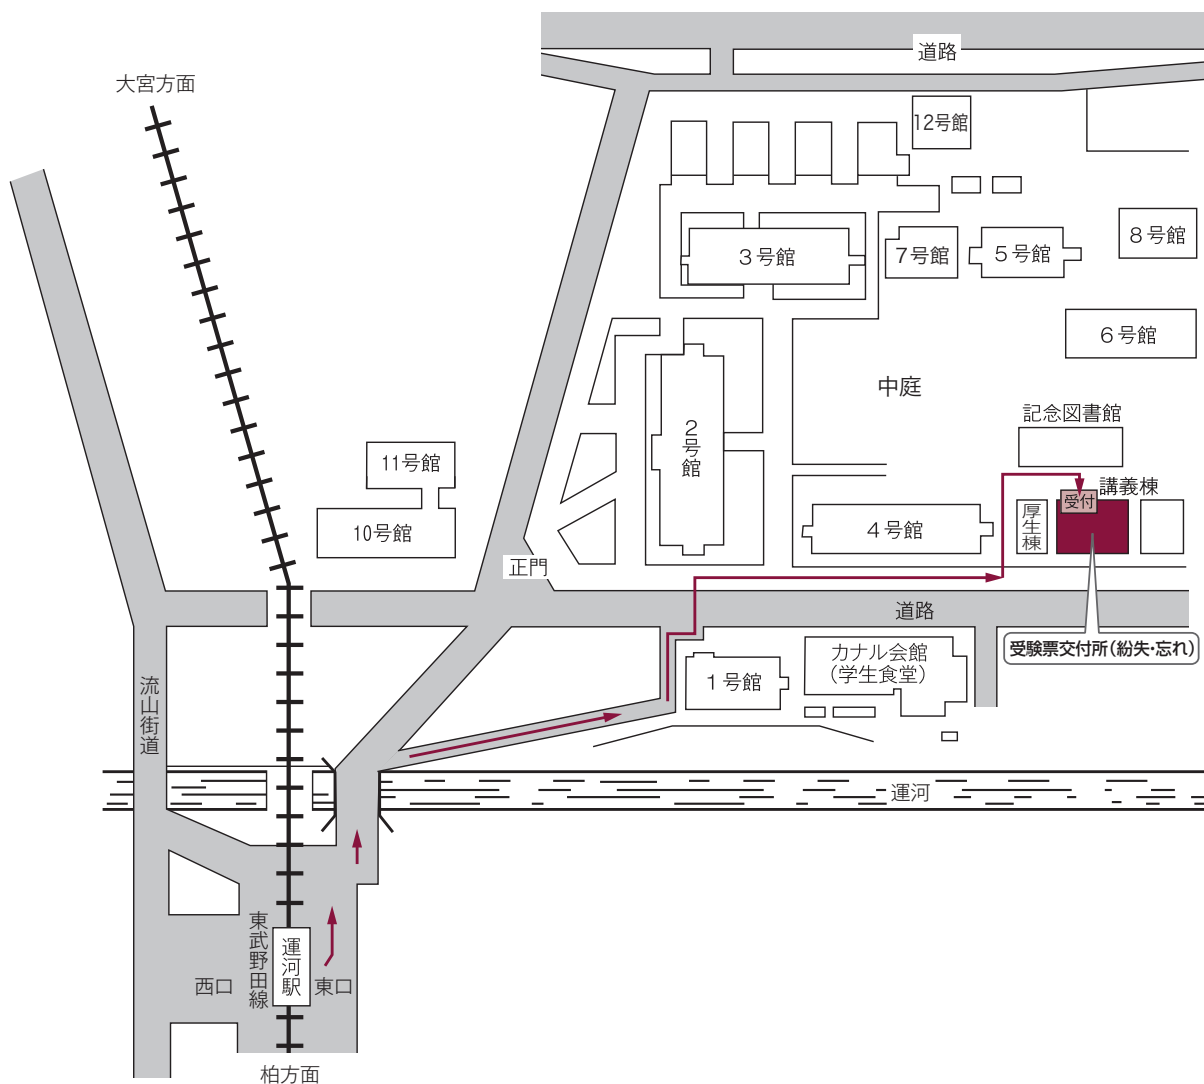 道路
大宮方面
12号館
8号館
3号館
7号館
5号館
6号館
中庭
記念図書館
2号館
11号館
講義棟
受付
10号館
4号館
厚生棟
正門
道路
受験票交付所(紛失・忘れ)
カナル会館
(学生食堂)
1号館
流山街道
運河
東武野田線
運河駅
西口
東口
柏方面